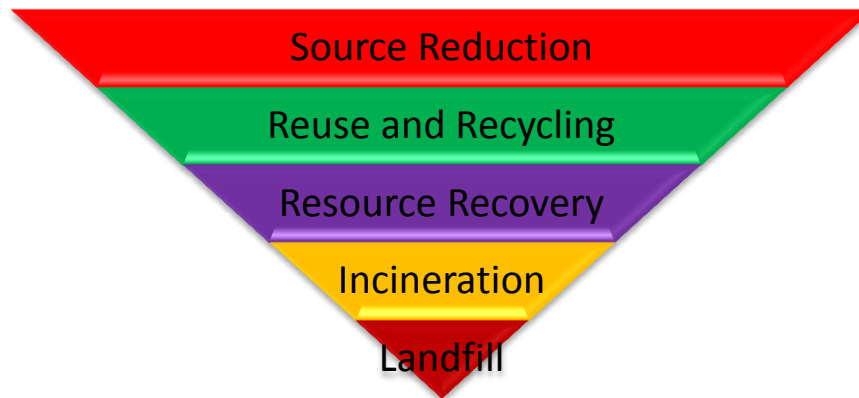 Source Reduction
Reuse and Recycling
Resource Recovery
Incineration
Landfill